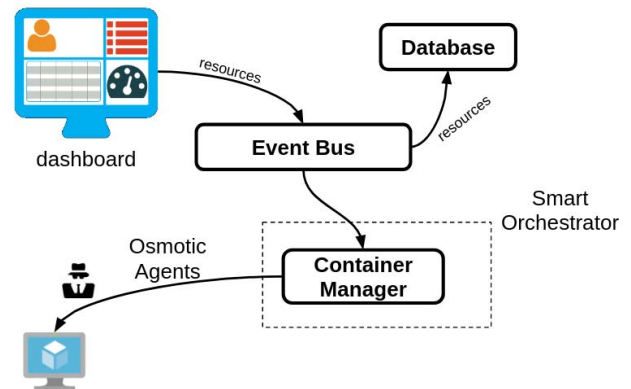 resources
Database
resources
Event Bus
dashboard
Smart
Orchestrator
Osmotic
Agents
Container
Manager